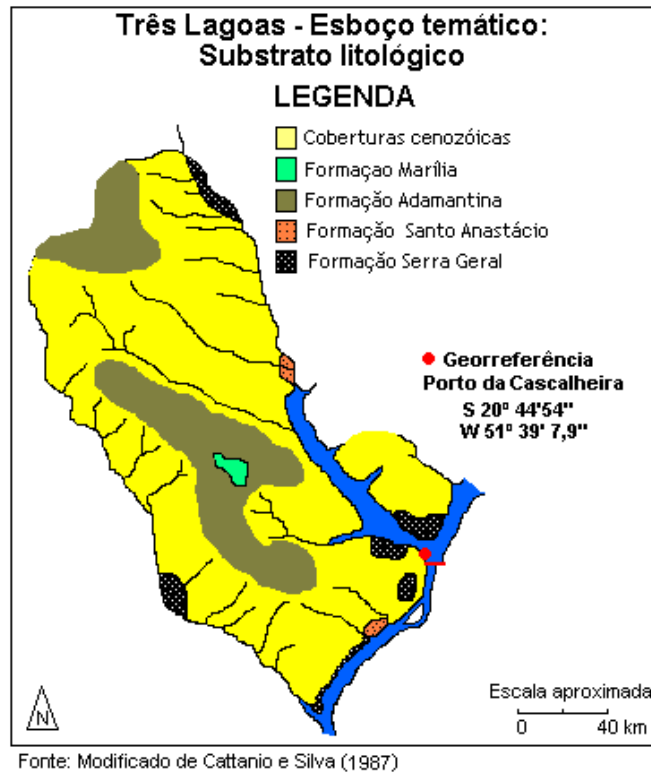 Três Lagoas - Esboço temático:
Substrato litológico
LEGENDA
Coberturas cenozóicas
Formaçao Marília
Formação Adamantina
Formação Santo Anastácio
Formação Serra Geral
Georreferência
Porto da Cascalheira
S 20º 44'54"
W 51º 39' 7,9"
N
Escala aproximada
0 40 km
Fonte: Modificado de Cattanio e Silva (1987)